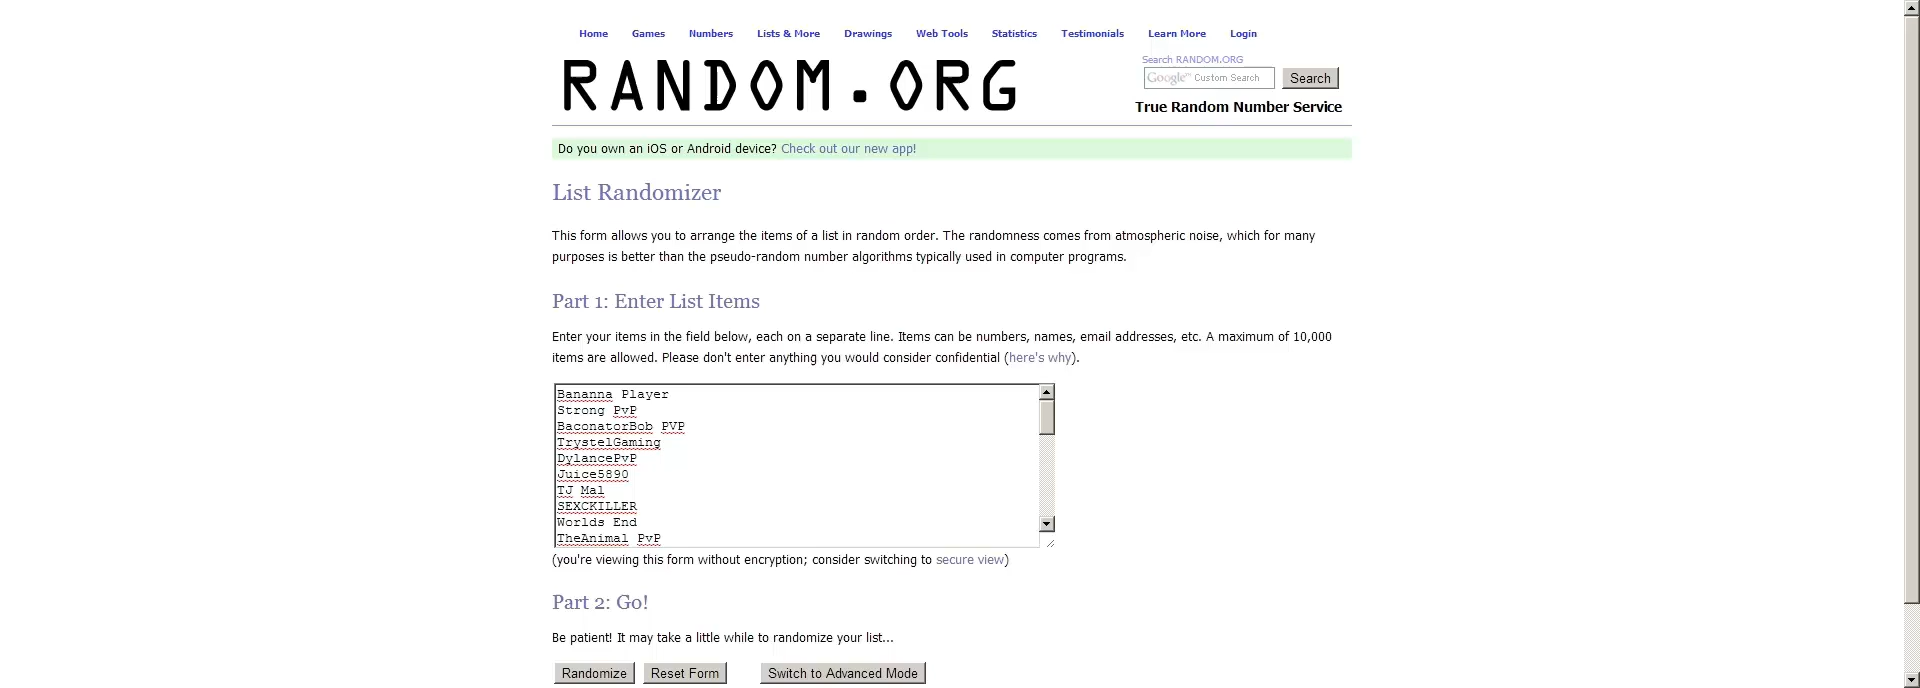 Home Games Numbers Lists & More Drawings Web Tools Statistics Testimonials Learn More Login
RANDOM.ORG
Search RANDOM.ORG
Google™ Custom Search Search
True Random Number Service
Do you own an iOS or Android device? Check out our new app!
List Randomizer
This form allows you to arrange the items of a list in random order. The randomness comes from atmospheric noise, which for many
purposes is better than the pseudo-random number algorithms typically used in computer programs.
Part 1: Enter List Items
Enter your items in the field below, each on a separate line. Items can be numbers, names, email addresses, etc. A maximum of 10,000
items are allowed. Please don't enter anything you would consider confidential (here's why).
Bananna Player
Strong PvP
BaconatorBob PVP
TrystelGaming
DylancePvP
Juice5890
TJ Mal
SEXCKILLER
Worlds End
TheAnimal PvP
(you're viewing this form without encryption; consider switching to secure view)
Part 2: Go!
Be patient! It may take a little while to randomize your list...
Randomize Reset Form Switch to Advanced Mode